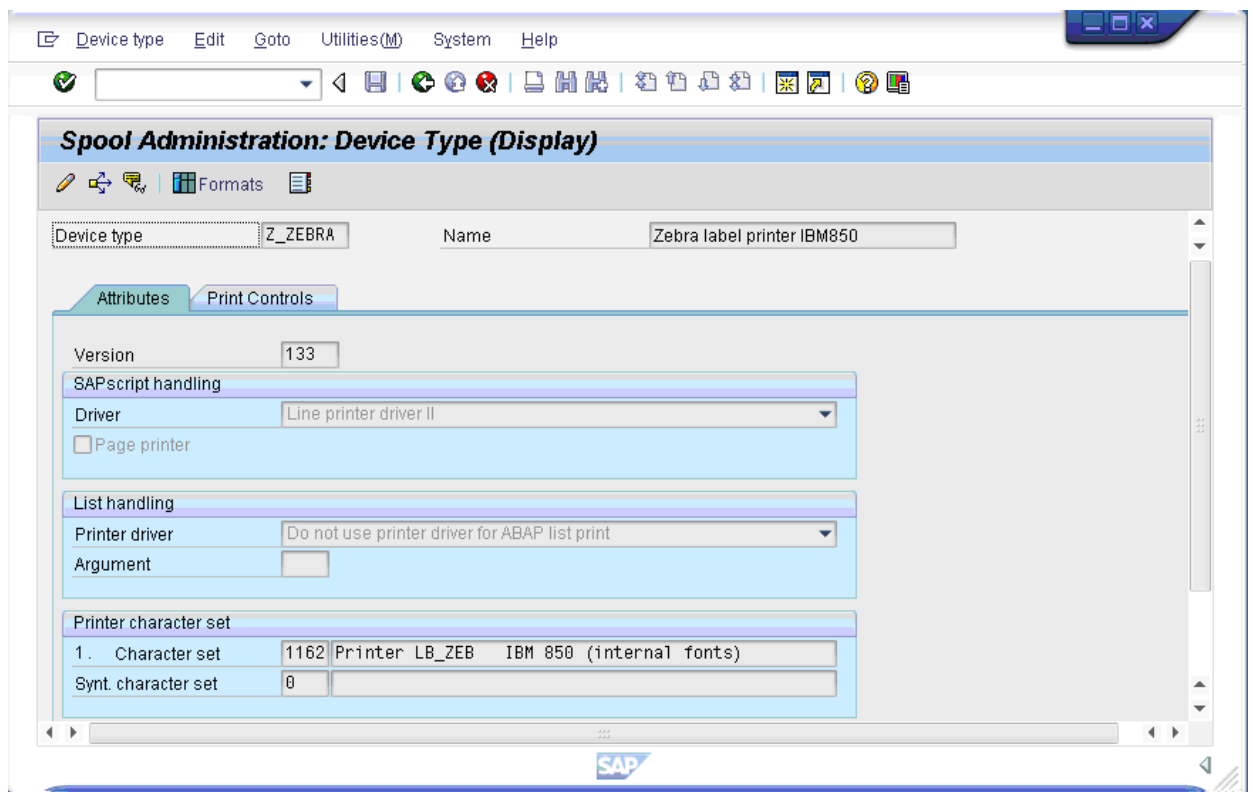 Device type Edit Goto Utilities(M) System Help
Spool Administration: Device Type (Display)
Formats
Device type Z_ZEBRA Name Zebra label printer IBM850
Attributes Print Controls
Version 133
SAPscript handling
Driver Line printer driver II
Page printer
List handling
Printer driver Do not use printer driver for ABAP list print
Argument
Printer character set
1. Character set 1162 Printer LB_ZEB IBM 850 (internal fonts)
Synt. character set 0
SAP